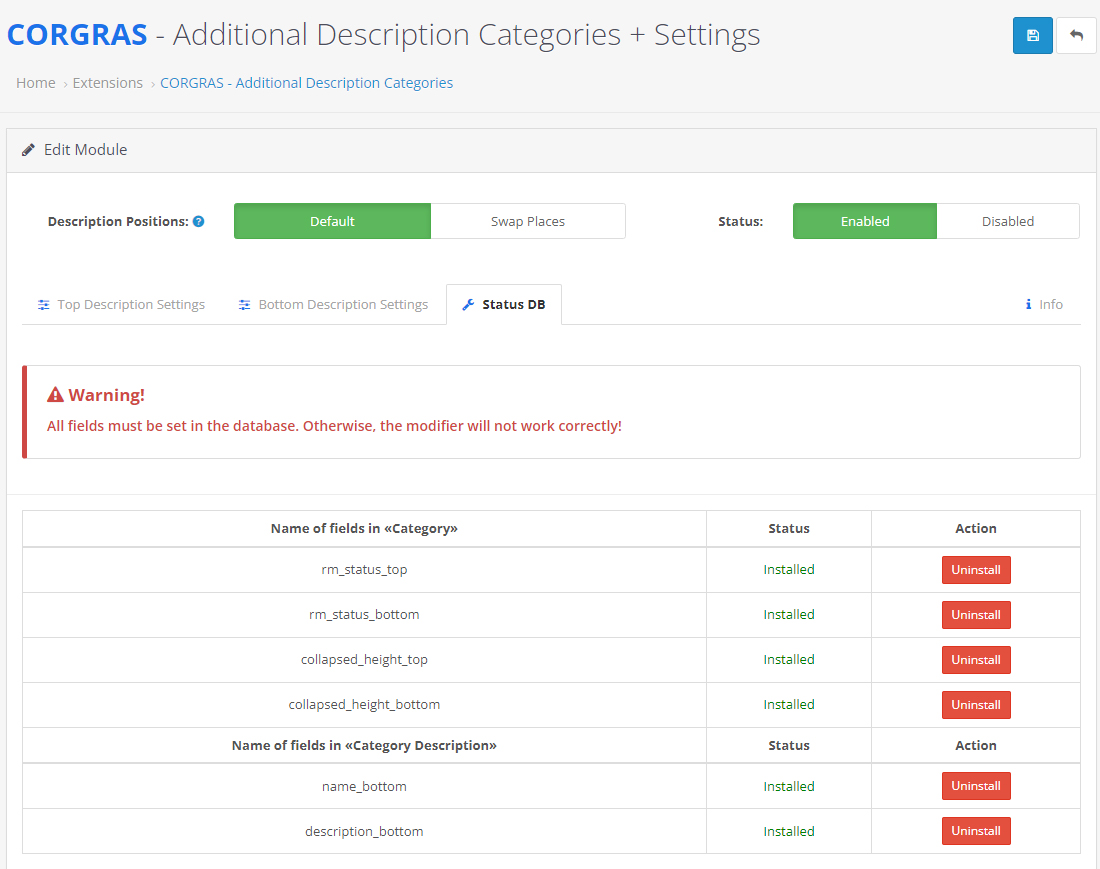 CORGRAS - Additional Description Categories + Settings
Home › Extensions › CORGRAS - Additional Description Categories
Edit Module
Description Positions: Default Swap Places Status: Enabled Disabled
Top Description Settings Bottom Description Settings Status DB Info
Warning!
All fields must be set in the database. Otherwise, the modifier will not work correctly!
Name of fields in «Category» Status Action
rm_status_top Installed Uninstall
rm_status_bottom Installed Uninstall
collapsed_height_top Installed Uninstall
collapsed_height_bottom Installed Uninstall
Name of fields in «Category Description» Status Action
name_bottom Installed Uninstall
description_bottom Installed Uninstall